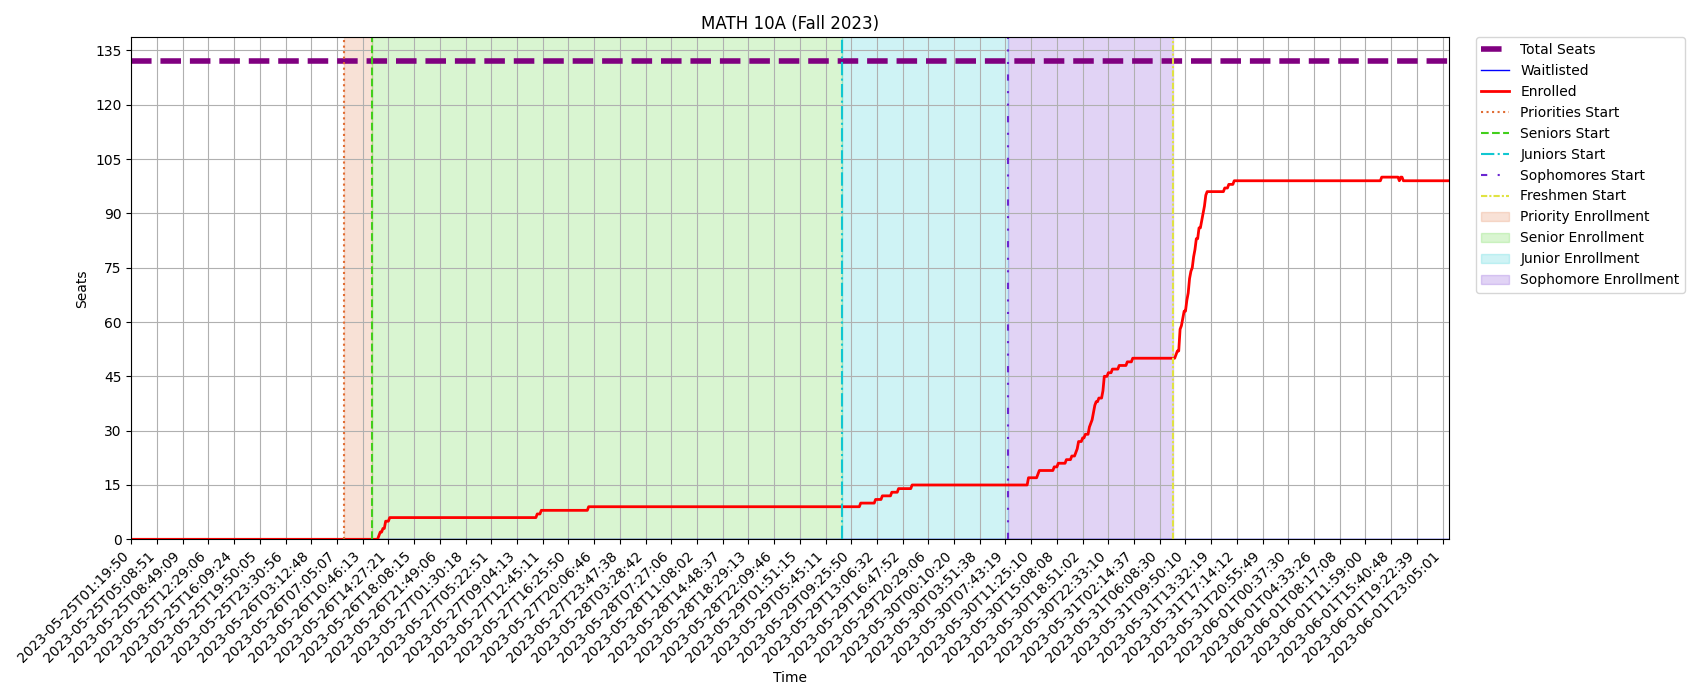 MATH 10A (Fall 2023)
Seats
135
120
105
90
75
60
45
30
15
0
2023-05-25T01:19:50
2023-05-25T05:08:51
2023-05-25T08:49:09
2023-05-25T12:29:06
2023-05-25T16:09:24
2023-05-25T19:50:05
2023-05-25T23:30:56
2023-05-26T03:12:48
2023-05-26T07:05:07
2023-05-26T10:46:13
2023-05-26T14:27:21
2023-05-26T18:08:15
2023-05-26T21:49:06
2023-05-27T01:30:18
2023-05-27T05:22:51
2023-05-27T09:04:13
2023-05-27T12:45:11
2023-05-27T16:25:50
2023-05-27T20:06:46
2023-05-27T23:47:38
2023-05-28T03:28:42
2023-05-28T07:27:06
2023-05-28T11:08:02
2023-05-28T14:48:37
2023-05-28T18:29:13
2023-05-28T22:09:46
2023-05-29T01:51:15
2023-05-29T05:45:11
2023-05-29T09:25:50
2023-05-29T13:06:32
2023-05-29T16:47:52
2023-05-29T20:29:06
2023-05-30T00:10:20
2023-05-30T03:51:38
2023-05-30T07:43:19
2023-05-30T11:25:10
2023-05-30T15:08:08
2023-05-30T18:51:02
2023-05-30T22:33:10
2023-05-31T02:14:37
2023-05-31T06:08:30
2023-05-31T09:50:10
2023-05-31T13:32:19
2023-05-31T17:14:12
2023-05-31T20:55:49
2023-06-01T00:37:30
2023-06-01T04:33:26
2023-06-01T08:17:08
2023-06-01T11:59:00
2023-06-01T15:40:48
2023-06-01T19:22:39
2023-06-01T23:05:01
Time
Total Seats
Waitlisted
Enrolled
Priorities Start
Seniors Start
Juniors Start
Sophomores Start
Freshmen Start
Priority Enrollment
Senior Enrollment
Junior Enrollment
Sophomore Enrollment